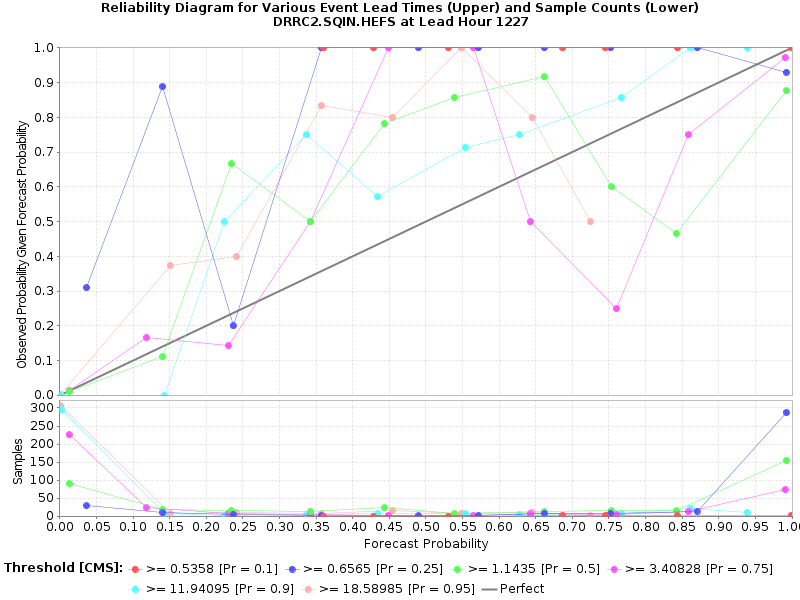 Reliability Diagram for Various Event Lead Times (Upper) and Sample Counts (Lower)
DRRC2.SQIN.HEFS at Lead Hour 1227
Observed Probability Given Forecast Probability
1.0
0.9
0.8
0.7
0.6
0.5
0.4
0.3
0.2
0.1
0.0
Samples
300
250
200
150
100
50
0
0.00 0.05 0.10 0.15 0.20 0.25 0.30 0.35 0.40 0.45 0.50 0.55 0.60 0.65 0.70 0.75 0.80 0.85 0.90 0.95 1.0
Forecast Probability
Threshold [CMS]: >= 0.5358 [Pr = 0.1] >= 0.6565 [Pr = 0.25] >= 1.1435 [Pr = 0.5] >= 3.40828 [Pr = 0.75]
>= 11.94095 [Pr = 0.9] >= 18.58985 [Pr = 0.95] Perfect